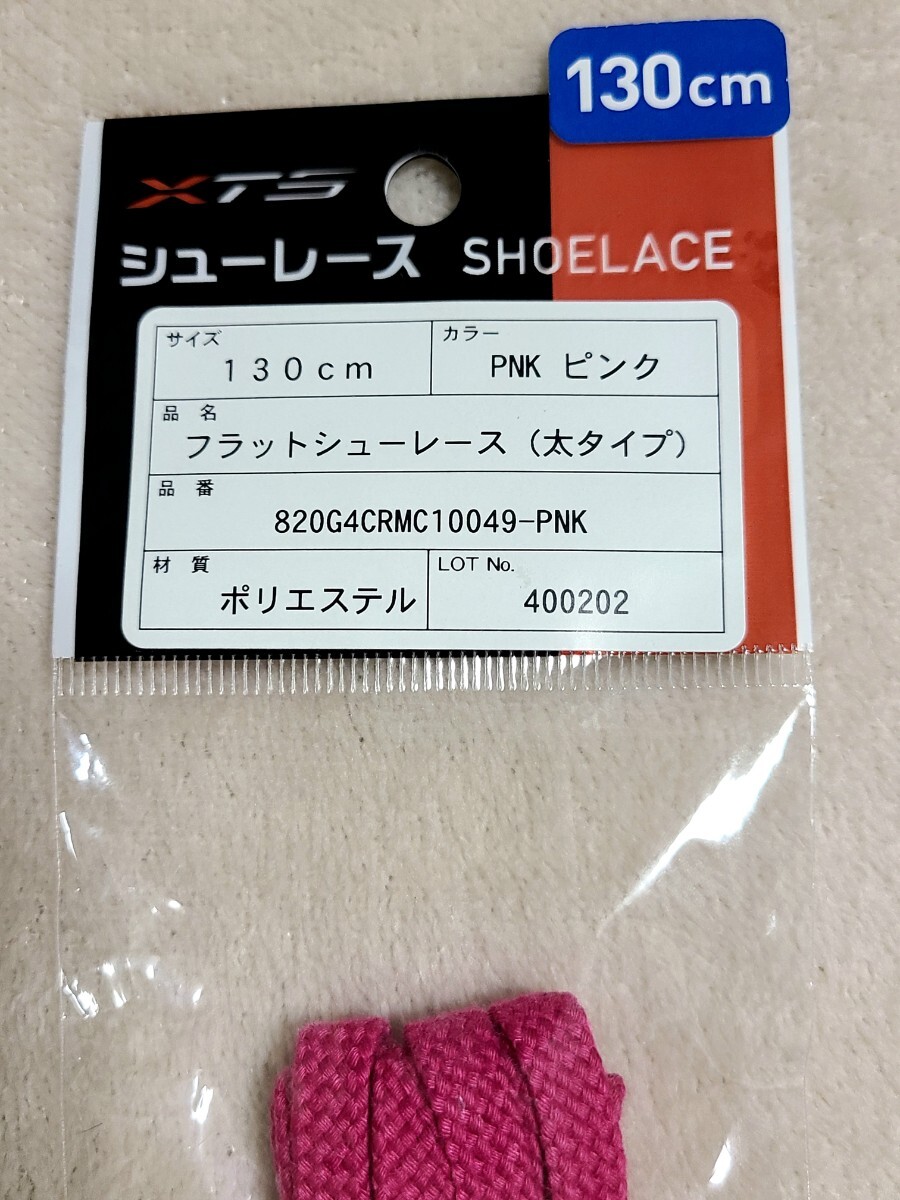 130cm
XTS
シューレース SHOELACE
サイズ
130cm
カラー
PNK ピンク
品 名
フラットシューレース(太タイプ)
品 番
820G4CRMC10049-PNK
材 質
ポリエステル
LOT No.
400202